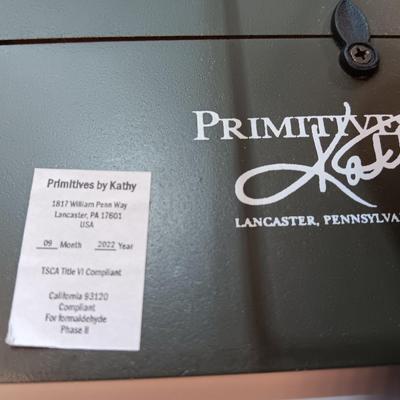 Primitives by Kathy
1817 William Penn Way
Lancaster, PA 17601
USA
09 Month 2022 Year
TSCA Title VI Compliant
California 93120
Compliant
For formaldehyde
Phase II
PRIMITIVES
LANCASTER, PENNSYLVA